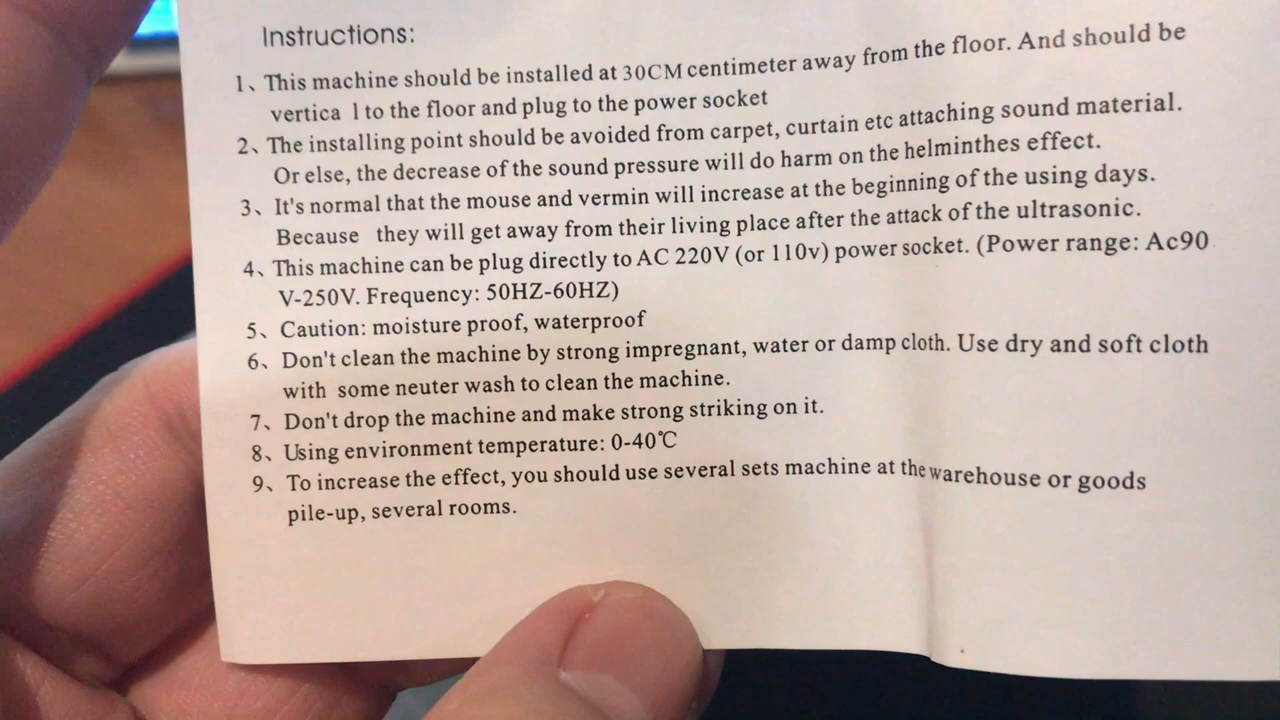 Instructions:
1、This machine should be installed at 30CM centimeter away from the floor. And should be
vertica l to the floor and plug to the power socket
2、The installing point should be avoided from carpet, curtain etc attaching sound material.
Or else, the decrease of the sound pressure will do harm on the helminthes effect.
3、It's normal that the mouse and vermin will increase at the beginning of the using days.
Because they will get away from their living place after the attack of the ultrasonic.
4、This machine can be plug directly to AC 220V (or 110v) power socket. (Power range: Ac90
V-250V. Frequency: 50HZ-60HZ)
5、Caution: moisture proof, waterproof
6、Don't clean the machine by strong impregnant, water or damp cloth. Use dry and soft cloth
with some neuter wash to clean the machine.
7、Don't drop the machine and make strong striking on it.
8、Using environment temperature: 0-40℃
9、To increase the effect, you should use several sets machine at the warehouse or goods
pile-up, several rooms.